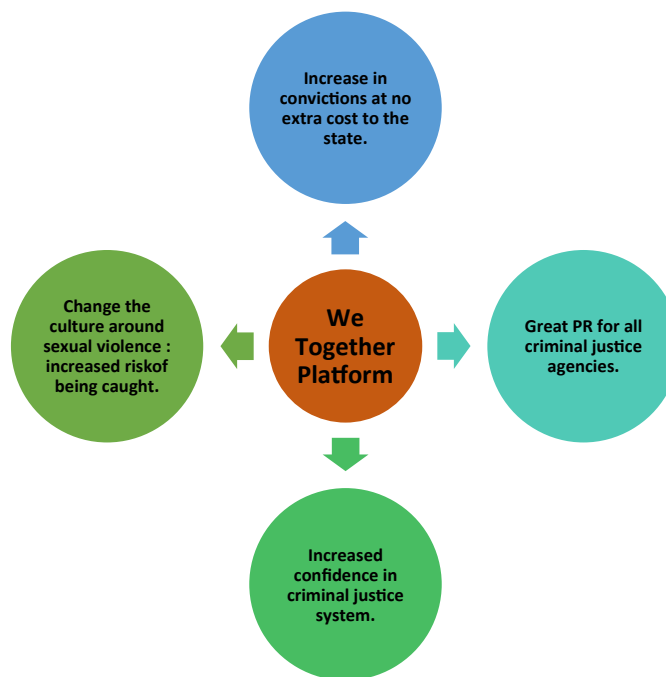 Increase in
convictions at no
extra cost to the
state.
Change the
culture around
sexual violence :
increased riskof
being caught.
We
Together
Platform
Great PR for all
criminal justice
agencies.
Increased
confidence in
criminal justice
system.